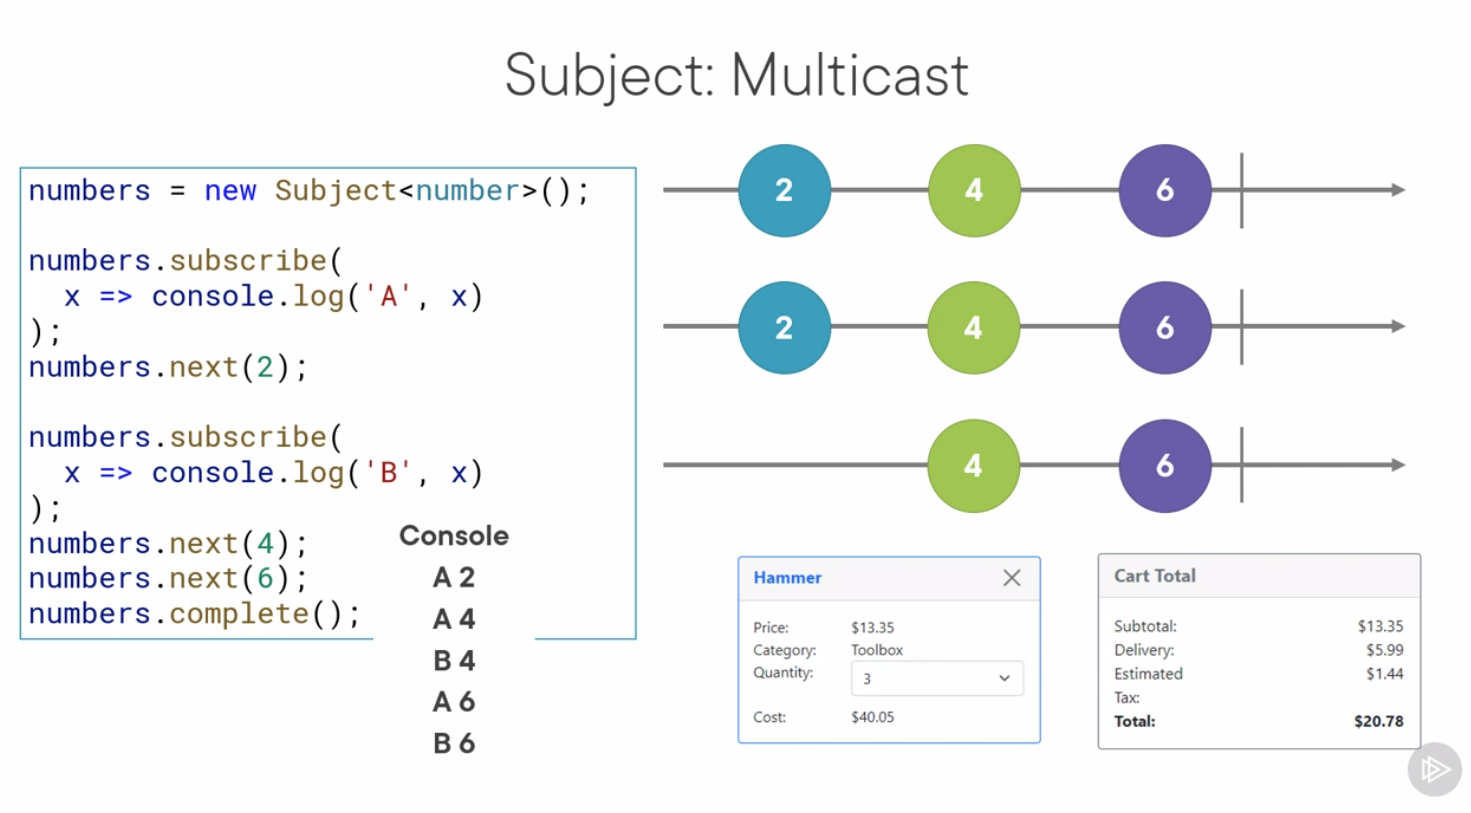 Subject: Multicast
numbers = new Subject<number>();
numbers.subscribe(
x => console.log('A', x)
);
numbers.next(2);
numbers.subscribe(
x => console.log('B', x)
);
numbers.next(4);
numbers.next(6);
numbers.complete();
Console
A 2
A 4
B 4
A 6
B 6
2 4 6
2 4 6
4 6
Hammer
Price: $13.35
Category: Toolbox
Quantity: 3
Cost: $40.05
Cart Total
Subtotal: $13.35
Delivery: $5.99
Estimated $1.44
Tax:
Total: $20.78